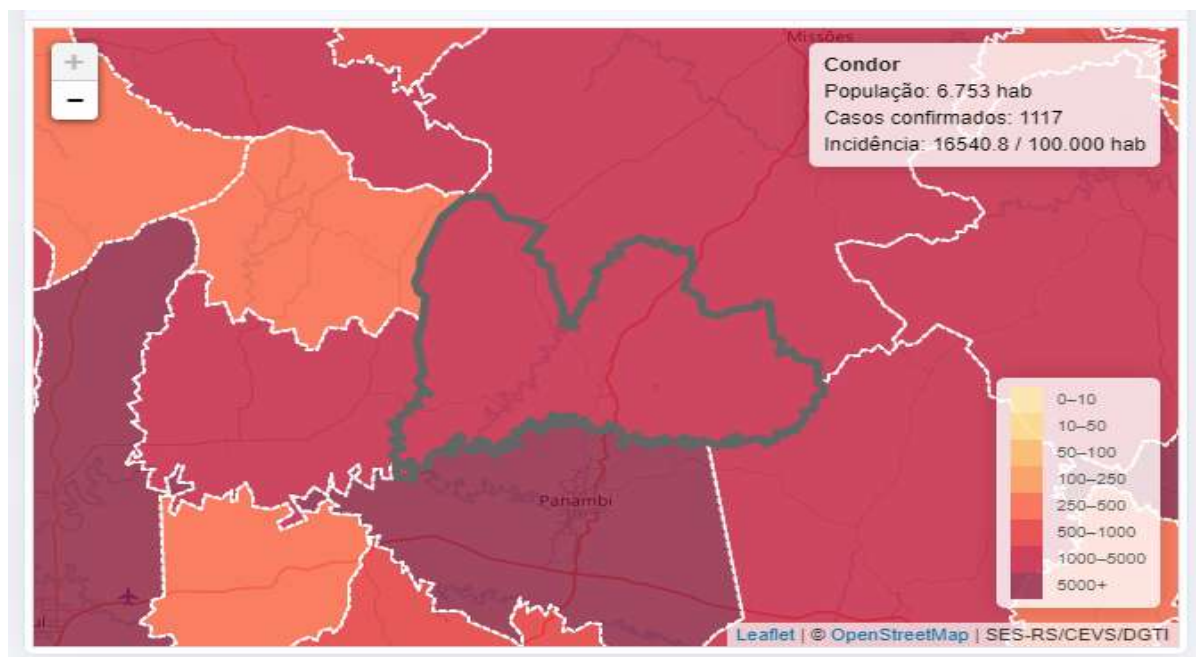 Missões
+
−
Condor
População: 6.753 hab
Casos confirmados: 1117
Incidência: 16540.8 / 100.000 hab
Panambi
0–10
10–50
50–100
100–250
250–500
500–1000
1000–5000
5000+
Leaflet | © OpenStreetMap | SES-RS/CEVS/DGTI